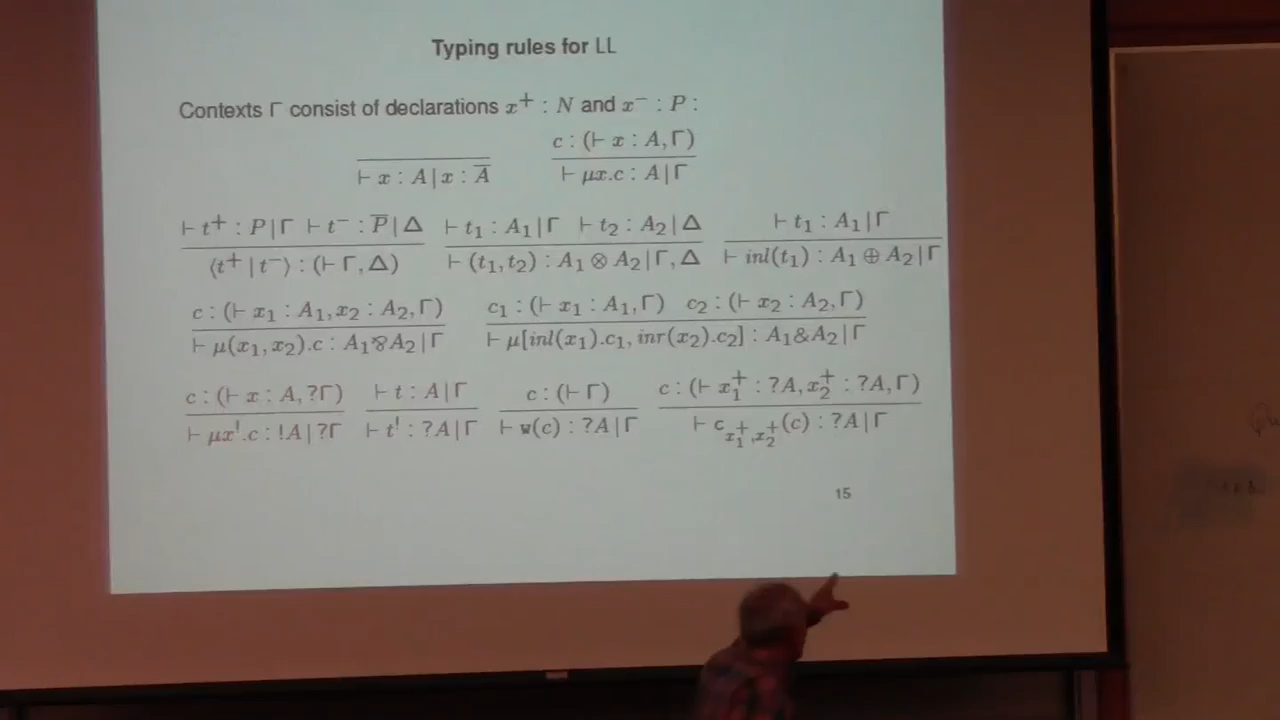 Typing rules for LL
Contexts Γ consist of declarations x⁺ : N and x⁻ : P :
c : (⊢ x : A, Γ)
⊢ x : A | x : A̅ ⊢ μx.c : A | Γ
⊢ t⁺ : P | Γ ⊢ t⁻ : P̅ | Δ ⊢ t₁ : A₁ | Γ ⊢ t₂ : A₂ | Δ ⊢ t₁ : A₁ | Γ
⟨t⁺ | t⁻⟩ : (⊢ Γ, Δ) ⊢ (t₁, t₂) : A₁ ⊗ A₂ | Γ, Δ ⊢ inl(t₁) : A₁ ⊕ A₂ | Γ
c : (⊢ x₁ : A₁, x₂ : A₂, Γ) c₁ : (⊢ x₁ : A₁, Γ) c₂ : (⊢ x₂ : A₂, Γ)
⊢ μ(x₁, x₂).c : A₁⅋A₂ | Γ ⊢ μ[inl(x₁).c₁, inr(x₂).c₂] : A₁&A₂ | Γ
c : (⊢ x : A, ?Γ) ⊢ t : A | Γ c : (⊢ Γ) c : (⊢ x₁⁺ : ?A, x₂⁺ : ?A, Γ)
⊢ μx^!.c : !A | ?Γ ⊢ t^! : ?A | Γ ⊢ w(c) : ?A | Γ ⊢ c_{x₁⁺,x₂⁺}(c) : ?A | Γ
15